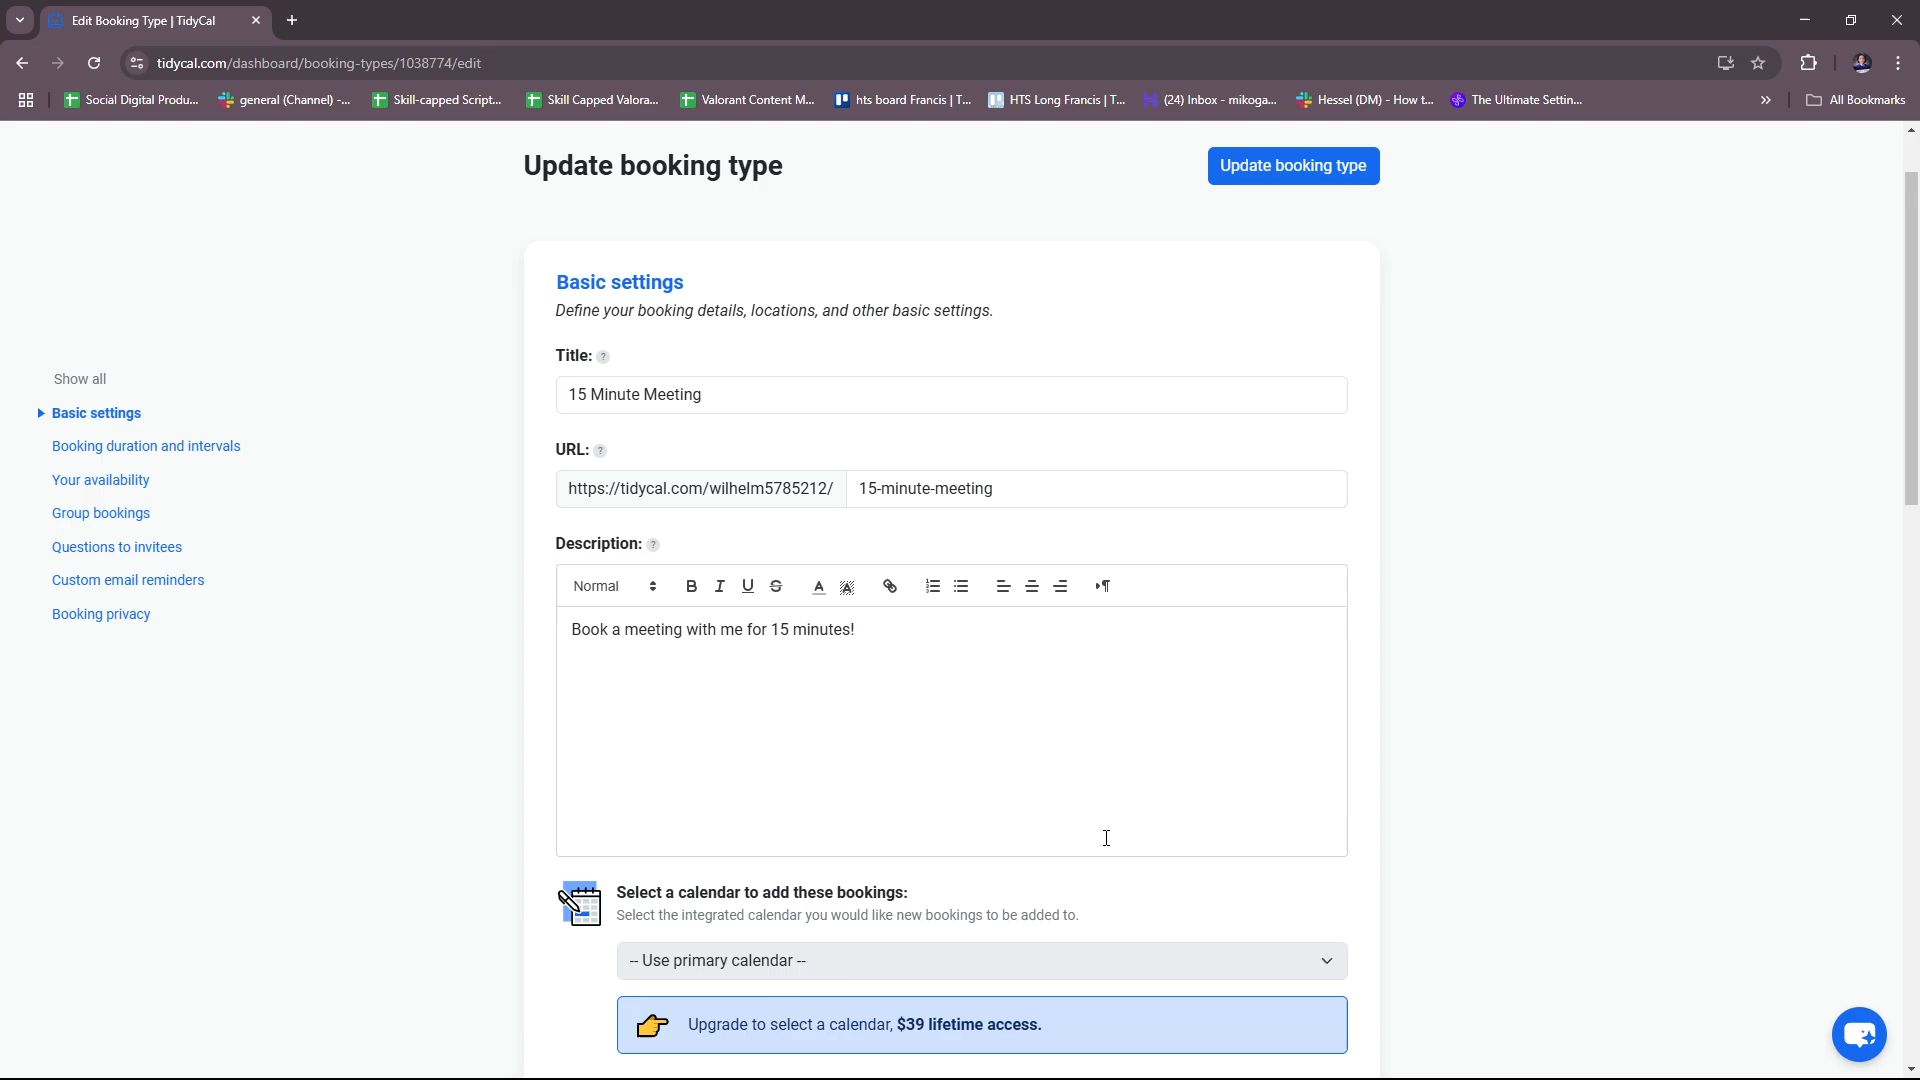 Edit Booking Type | TidyCal
tidycal.com/dashboard/booking-types/1038774/edit
Social Digital Produ...
general (Channel) -...
Skill-capped Script...
Skill Capped Valora...
Valorant Content M...
hts board Francis | T...
HTS Long Francis | T...
(24) Inbox - mikoga...
Hessel (DM) - How t...
The Ultimate Settin...
All Bookmarks
Update booking type
Update booking type
Show all
Basic settings
Booking duration and intervals
Your availability
Group bookings
Questions to invitees
Custom email reminders
Booking privacy
Basic settings
Define your booking details, locations, and other basic settings.
Title: ?
15 Minute Meeting
URL: ?
https://tidycal.com/wilhelm5785212/ 15-minute-meeting
Description: ?
Normal B I U S A A
Book a meeting with me for 15 minutes!
Select a calendar to add these bookings:
Select the integrated calendar you would like new bookings to be added to.
-- Use primary calendar --
Upgrade to select a calendar, $39 lifetime access.